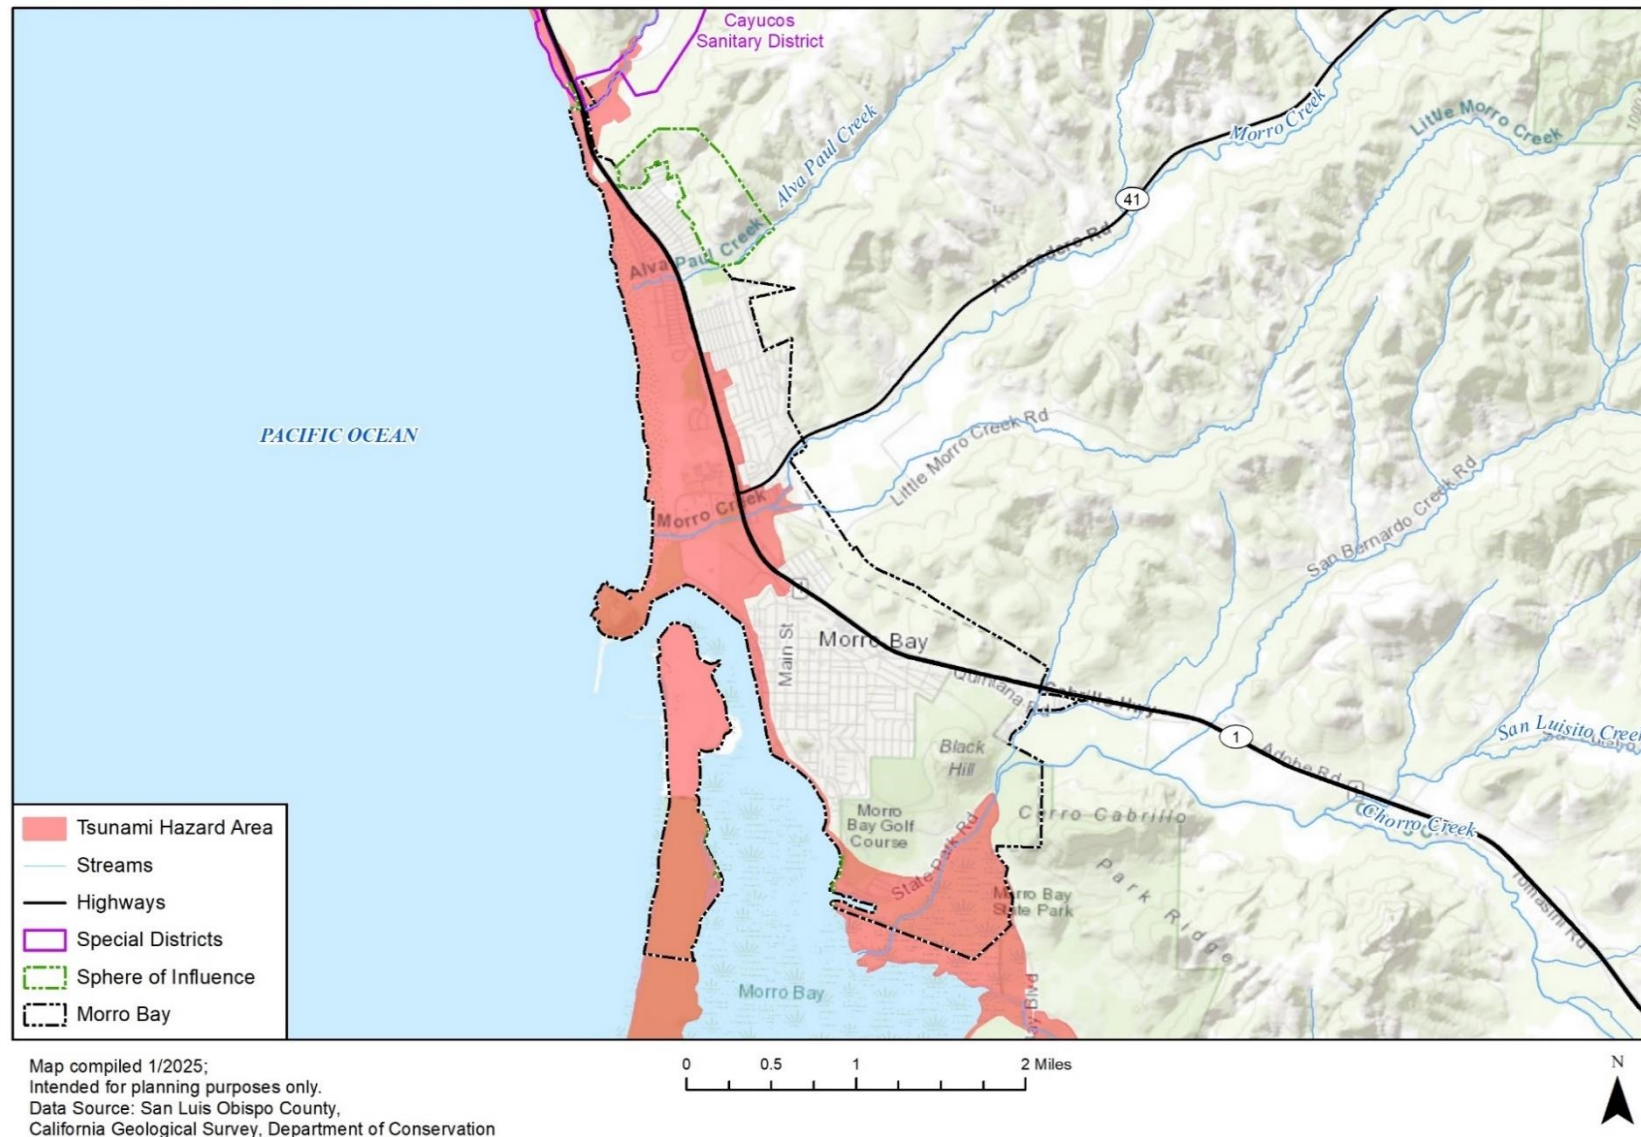 Cayucos
Sanitary District
Alva Paul Creek
Morro Creek
Little Morro Creek
41
Alva Paul Creek
Atascadero Rd
PACIFIC OCEAN
Little Morro Creek Rd
San Bernardo Creek Rd
Morro Creek
Main St
Morro Bay
Quintana Rd
Cabrillo Hwy
1
San Luisito Creek
Adobe Rd
Black
Hill
Morro
Bay Golf
Course
Cerro Cabrillo
Chorro Creek
State Park Rd
Morro Bay
State Park
Park Ridge
Tomasini Rd
Morro Bay
ay Blvd
Tsunami Hazard Area
Streams
Highways
Special Districts
Sphere of Influence
Morro Bay
Map compiled 1/2025;
Intended for planning purposes only.
Data Source: San Luis Obispo County,
California Geological Survey, Department of Conservation
0 0.5 1 2 Miles
N